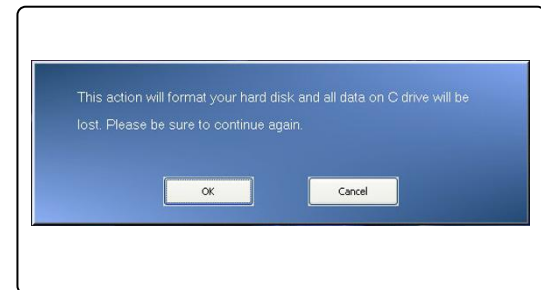 This action will format your hard disk and all data on C drive will be
lost. Please be sure to continue again.
OK
Cancel